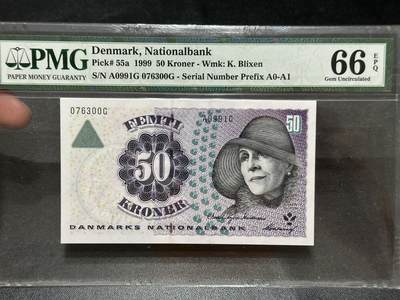 PMG
PAPER MONEY GUARANTY
Denmark, Nationalbank
Pick# 55a 1999 50 Kroner - Wmk: K. Blixen
S/N A0991G 076300G - Serial Number Prefix A0-A1
66 EPQ
Gem Uncirculated
076300G
FEMTI
A0991G
50
50
KRONER
DANMARKS NATIONALBANK